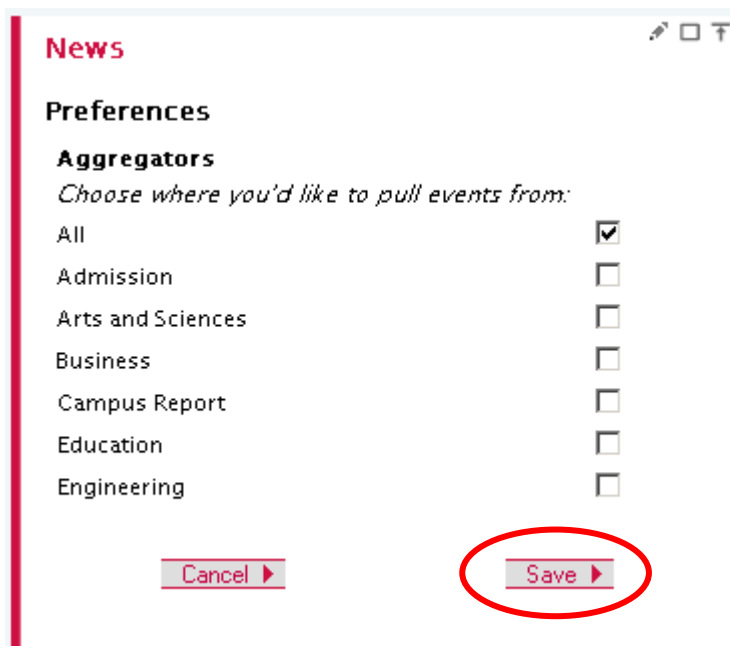 News
Preferences
Aggregators
Choose where you'd like to pull events from:
All
Admission
Arts and Sciences
Business
Campus Report
Education
Engineering
Cancel Save